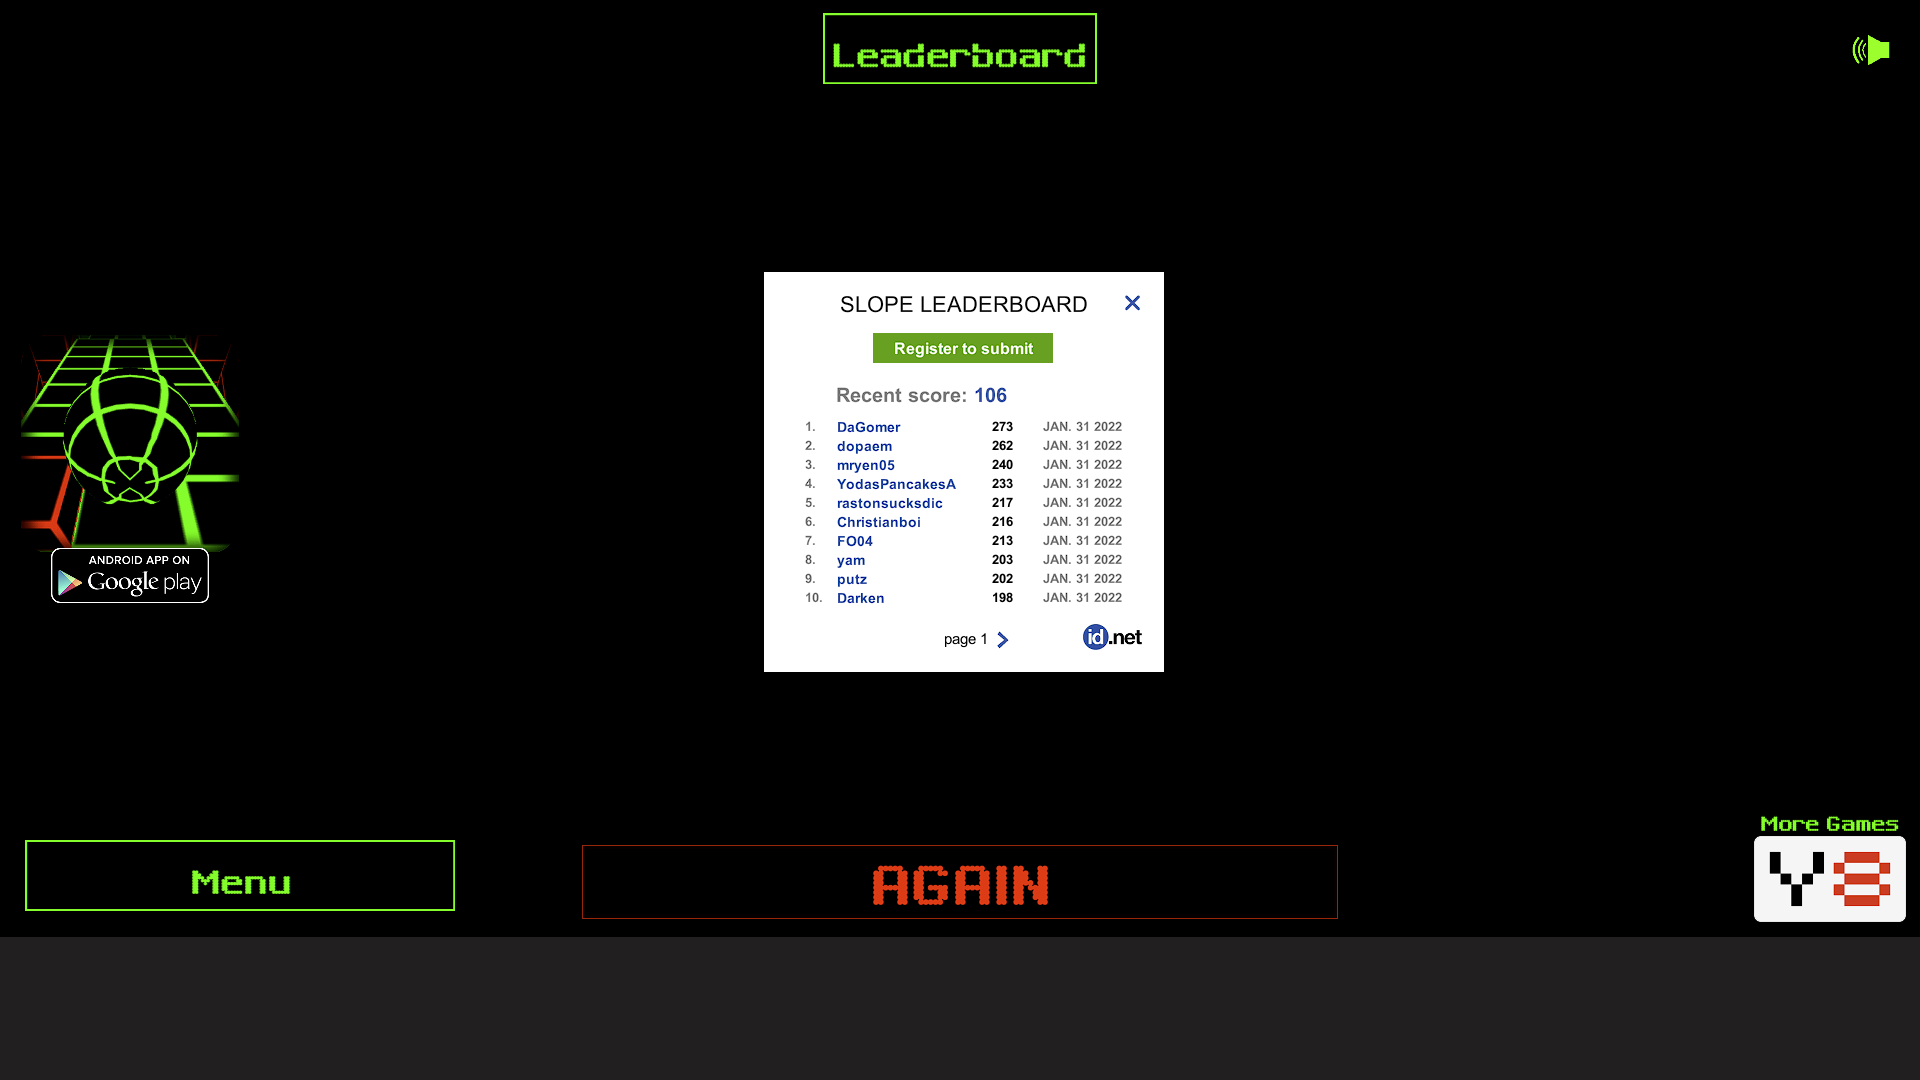 Leaderboard
SLOPE LEADERBOARD
Register to submit
Recent score: 106
1. DaGomer 273 JAN. 31 2022
2. dopaem 262 JAN. 31 2022
3. mryen05 240 JAN. 31 2022
4. YodasPancakesA 233 JAN. 31 2022
5. rastonsucksdic 217 JAN. 31 2022
6. Christianboi 216 JAN. 31 2022
7. FO04 213 JAN. 31 2022
8. yam 203 JAN. 31 2022
9. putz 202 JAN. 31 2022
10. Darken 198 JAN. 31 2022
page 1
id.net
ANDROID APP ON
Google play
Menu
AGAIN
More Games
Y8